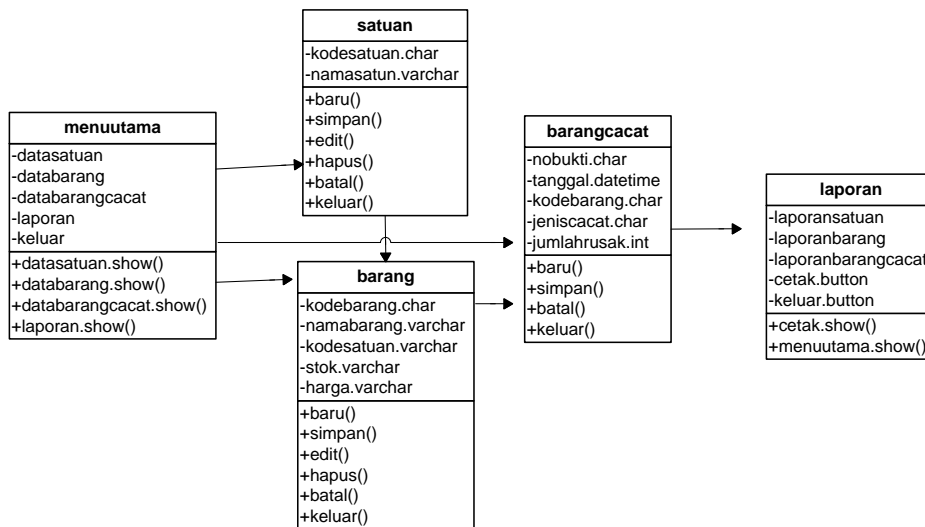 satuan
-kodesatuan.char
-namasatun.varchar
+baru()
+simpan()
+edit()
+hapus()
+batal()
+keluar()
menuutama
-datasatuan
-databarang
-databarangcacat
-laporan
-keluar
+datasatuan.show()
+databarang.show()
+databarangcacat.show()
+laporan.show()
barang
-kodebarang.char
-namabarang.varchar
-kodesatuan.varchar
-stok.varchar
-harga.varchar
+baru()
+simpan()
+edit()
+hapus()
+batal()
+keluar()
barangcacat
-nobukti.char
-tanggal.datetime
-kodebarang.char
-jeniscacat.char
-jumlahrusak.int
+baru()
+simpan()
+batal()
+keluar()
laporan
-laporansatuan
-laporanbarang
-laporanbarangcacat
-cetak.button
-keluar.button
+cetak.show()
+menuutama.show()